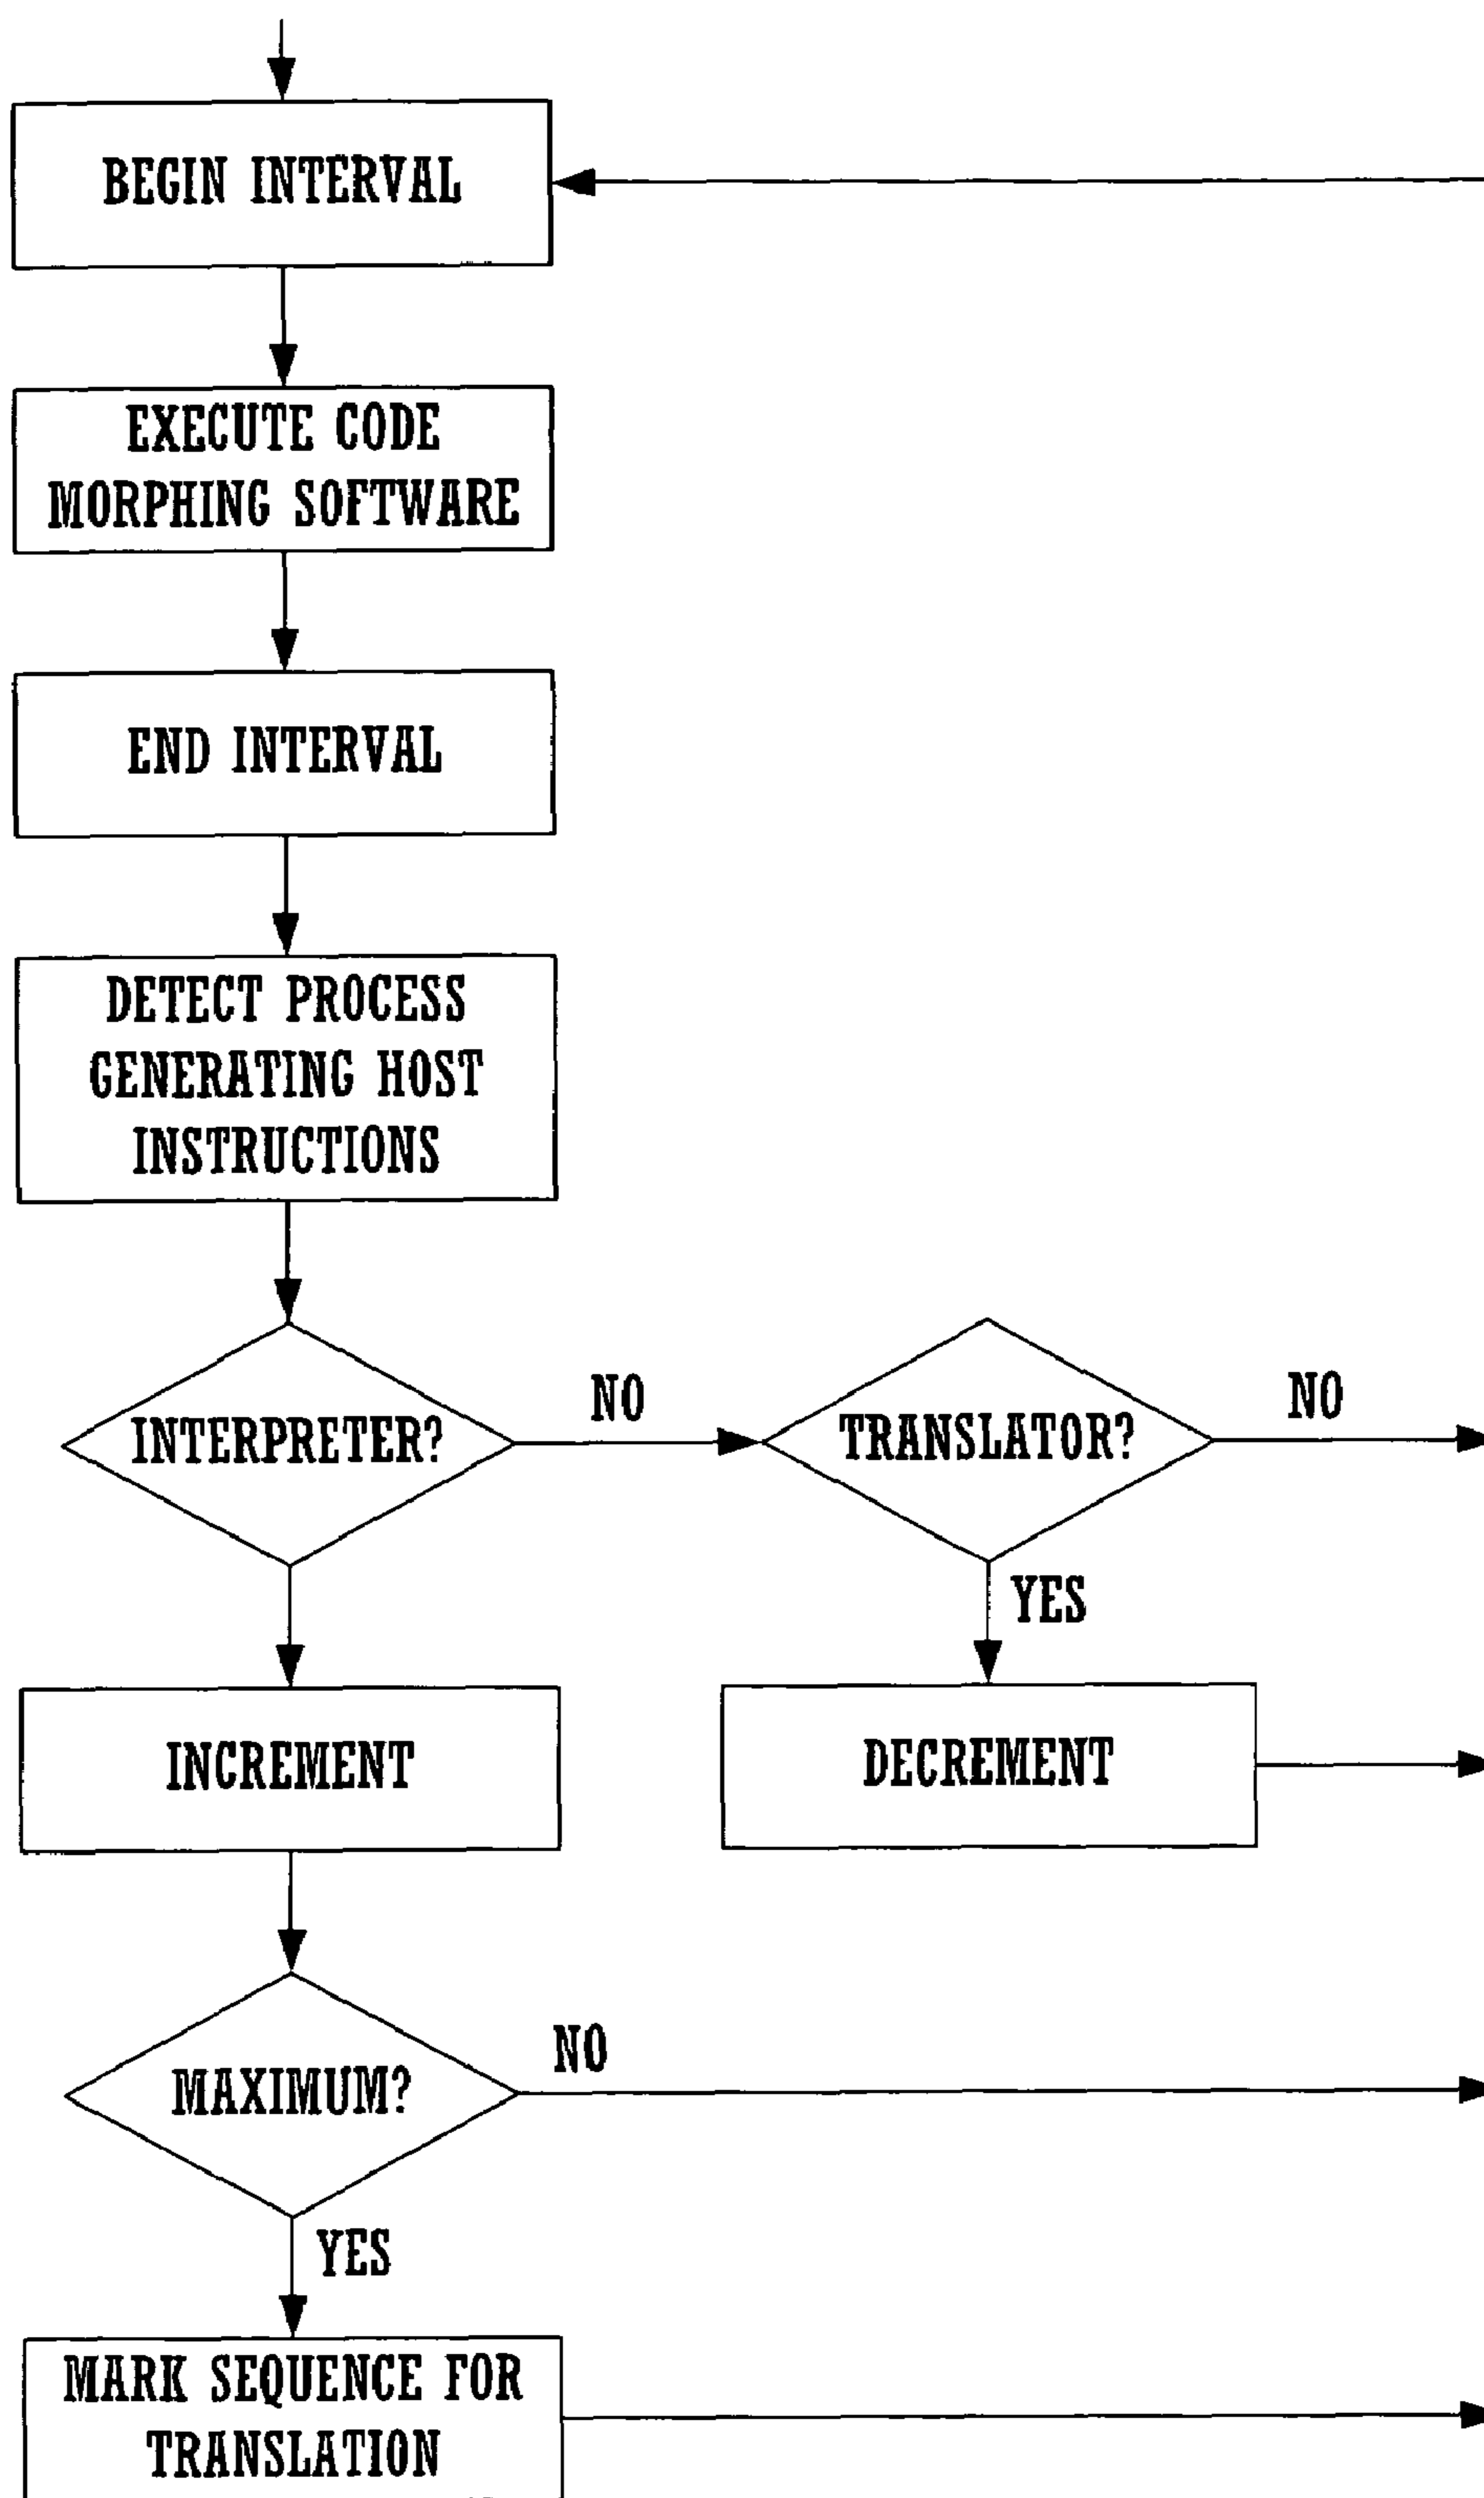 BEGIN INTERVAL
EXECUTE CODE
MORPHING SOFTWARE
END INTERVAL
DETECT PROCESS
GENERATING HOST
INSTRUCTIONS
INTERPRETER?
NO
TRANSLATOR?
NO
YES
INCREMENT
DECREMENT
MAXIMUM?
NO
YES
MARK SEQUENCE FOR
TRANSLATION